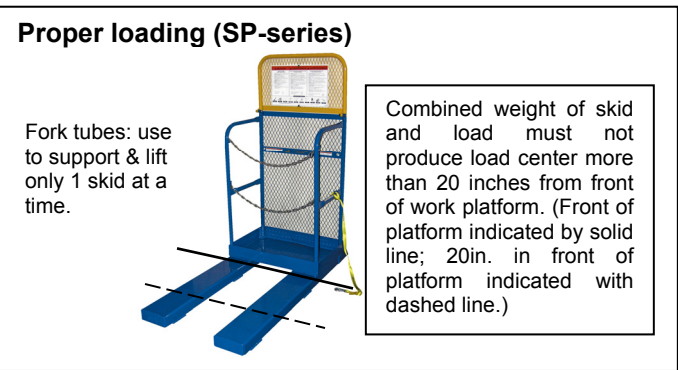 Proper loading (SP-series)
Fork tubes: use
to support & lift
only 1 skid at a
time.
Combined weight of skid
and load must not
produce load center more
than 20 inches from front
of work platform. (Front of
platform indicated by solid
line; 20in. in front of
platform indicated with
dashed line.)